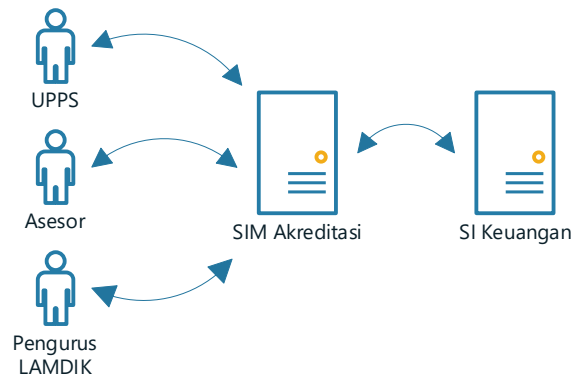 UPPS
Asesor
SIM Akreditasi
SI Keuangan
Pengurus
LAMDIK